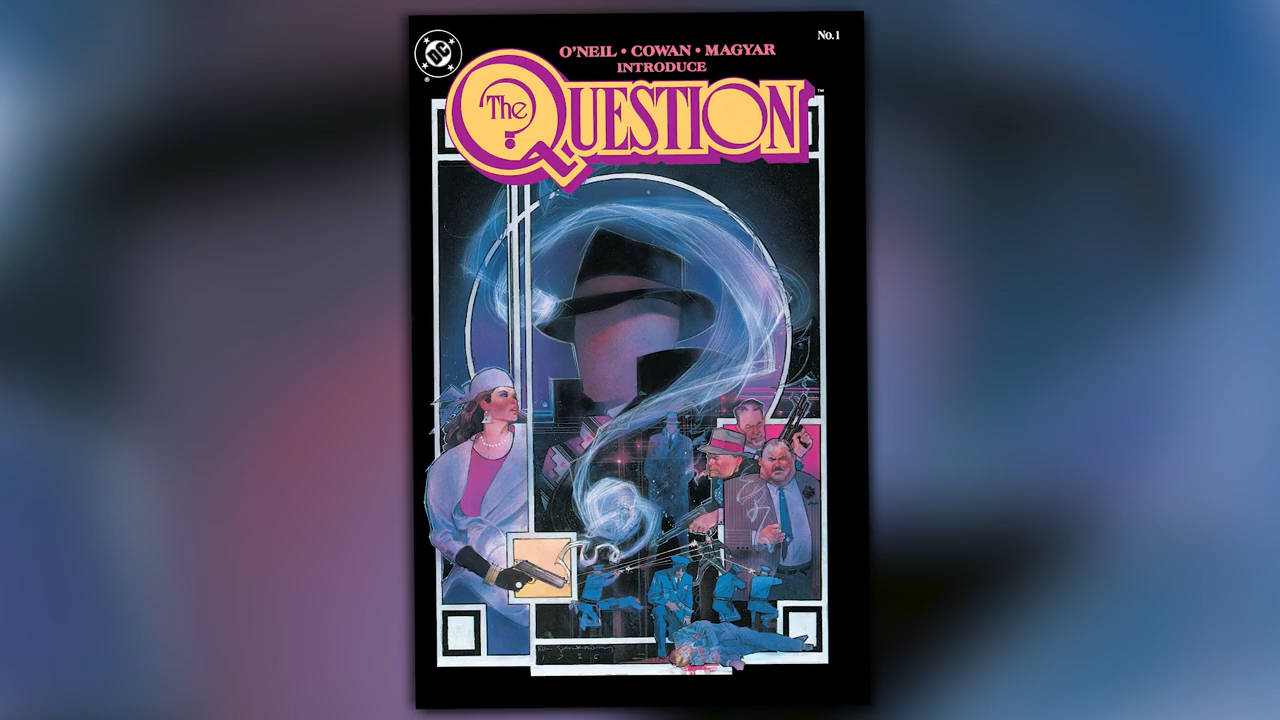 DC
®
No.1
O'NEIL • COWAN • MAGYAR
INTRODUCE
The
QUESTION
™